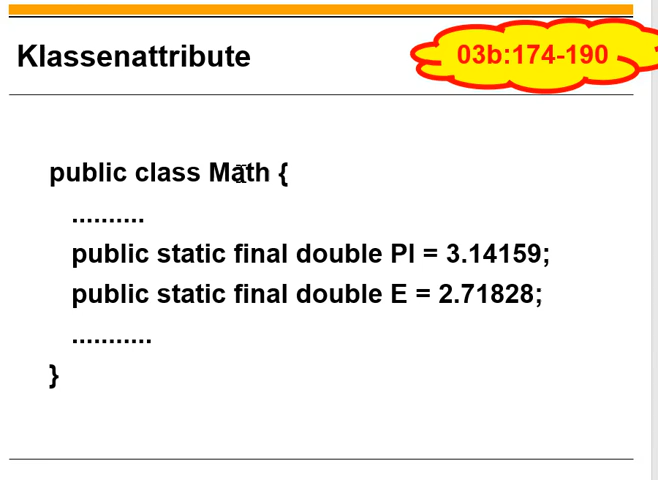 Klassenattribute
03b:174-190
public class Math {
..........
public static final double PI = 3.14159;
public static final double E = 2.71828;
...........
}